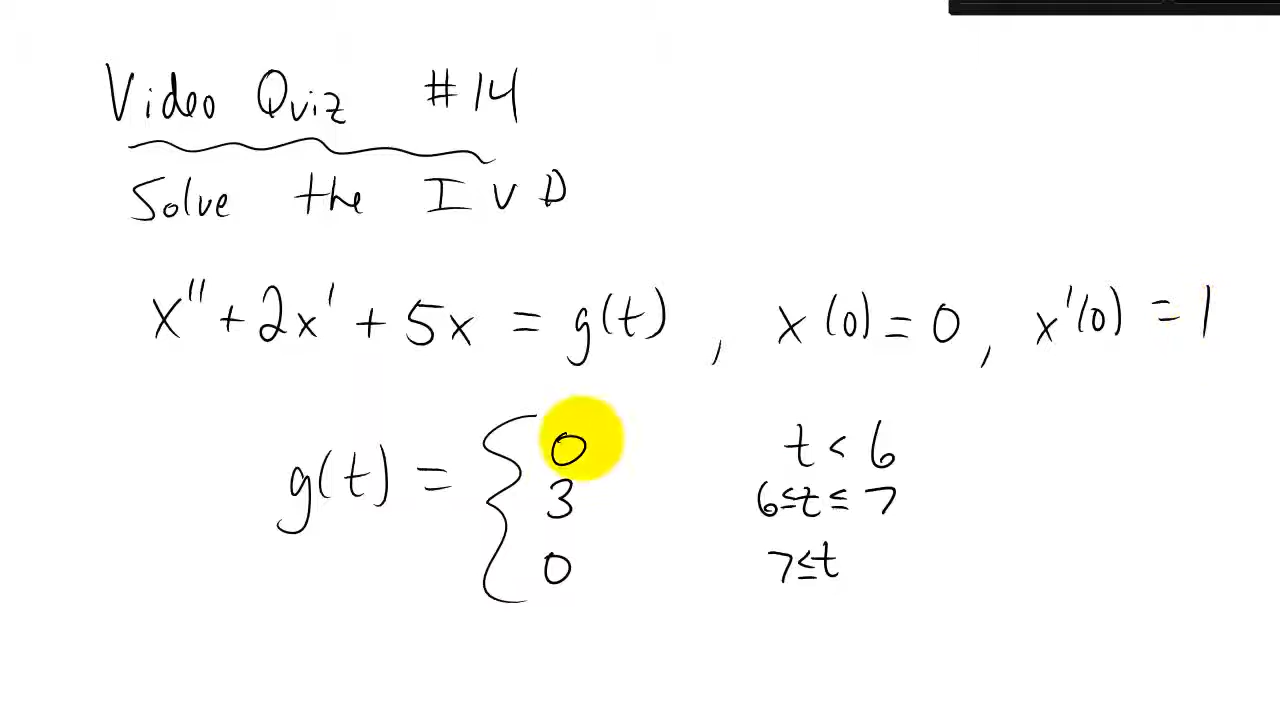 Video Quiz #14
Solve the IVP
x'' + 2x' + 5x = g(t), x(0) = 0, x'(0) = 1
g(t) = { 0 t < 6
3 6 ≤ t ≤ 7
0 7 ≤ t